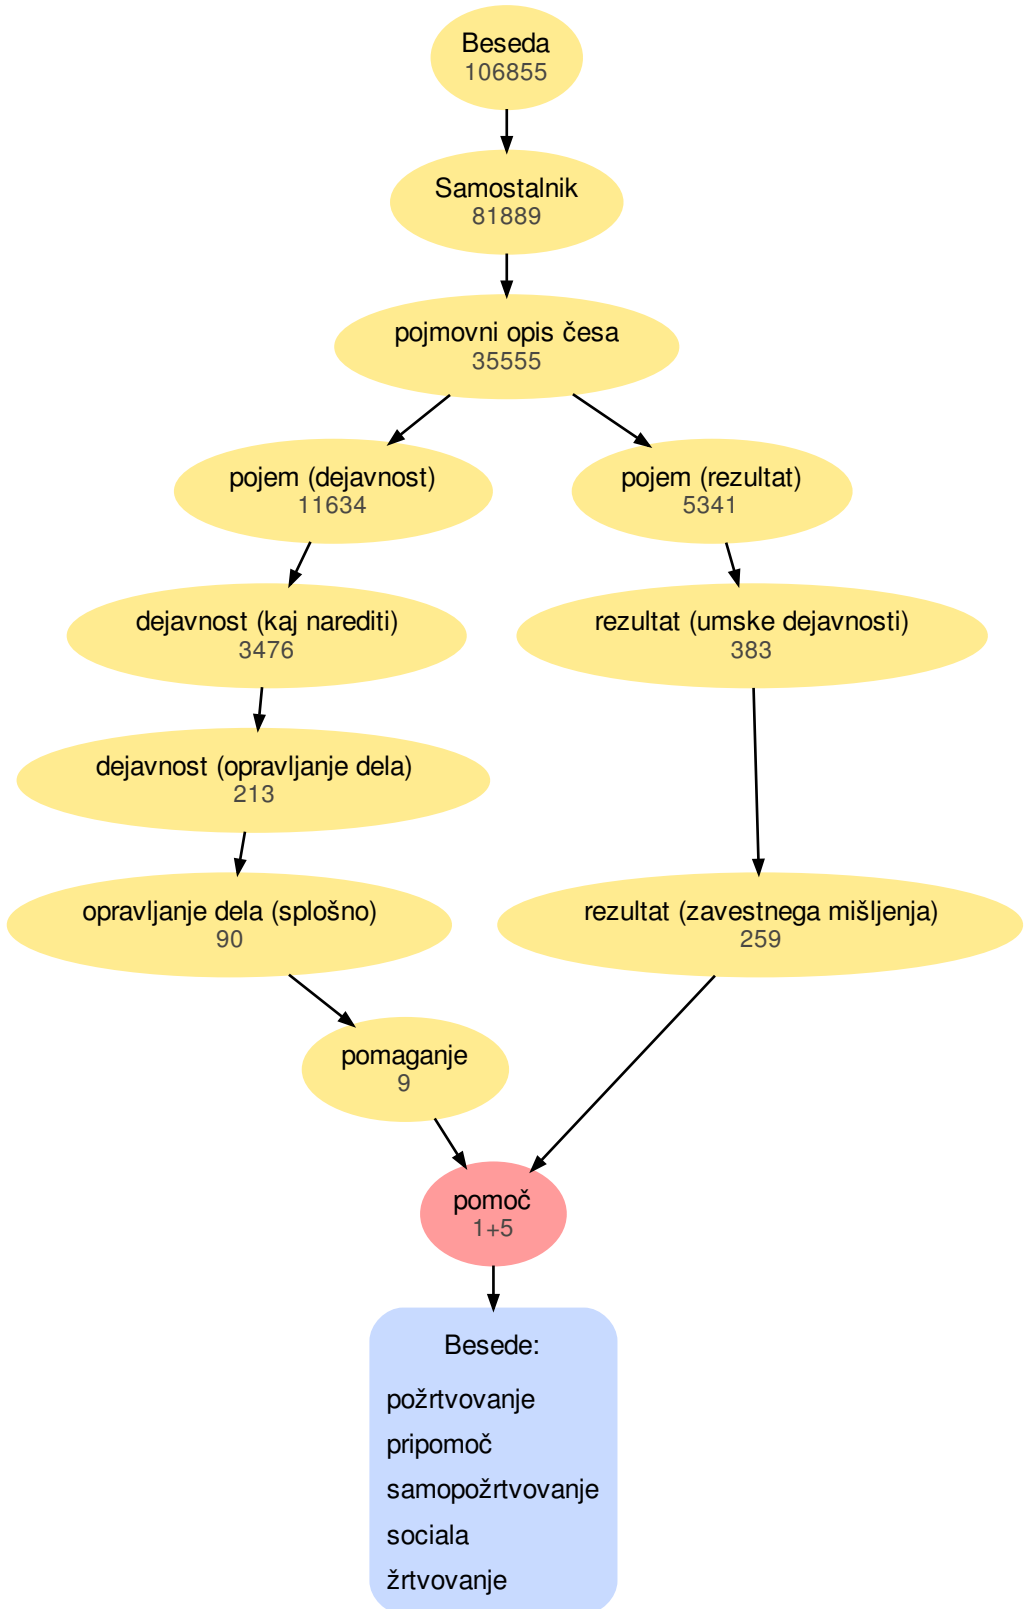 Beseda
106855
Samostalnik
81889
pojmovni opis česa
35555
pojem (dejavnost)
11634
pojem (rezultat)
5341
dejavnost (kaj narediti)
3476
rezultat (umske dejavnosti)
383
dejavnost (opravljanje dela)
213
opravljanje dela (splošno)
90
rezultat (zavestnega mišljenja)
259
pomaganje
9
pomoč
1+5
Besede:
požrtvovanje
pripomoč
samopožrtvovanje
sociala
žrtvovanje